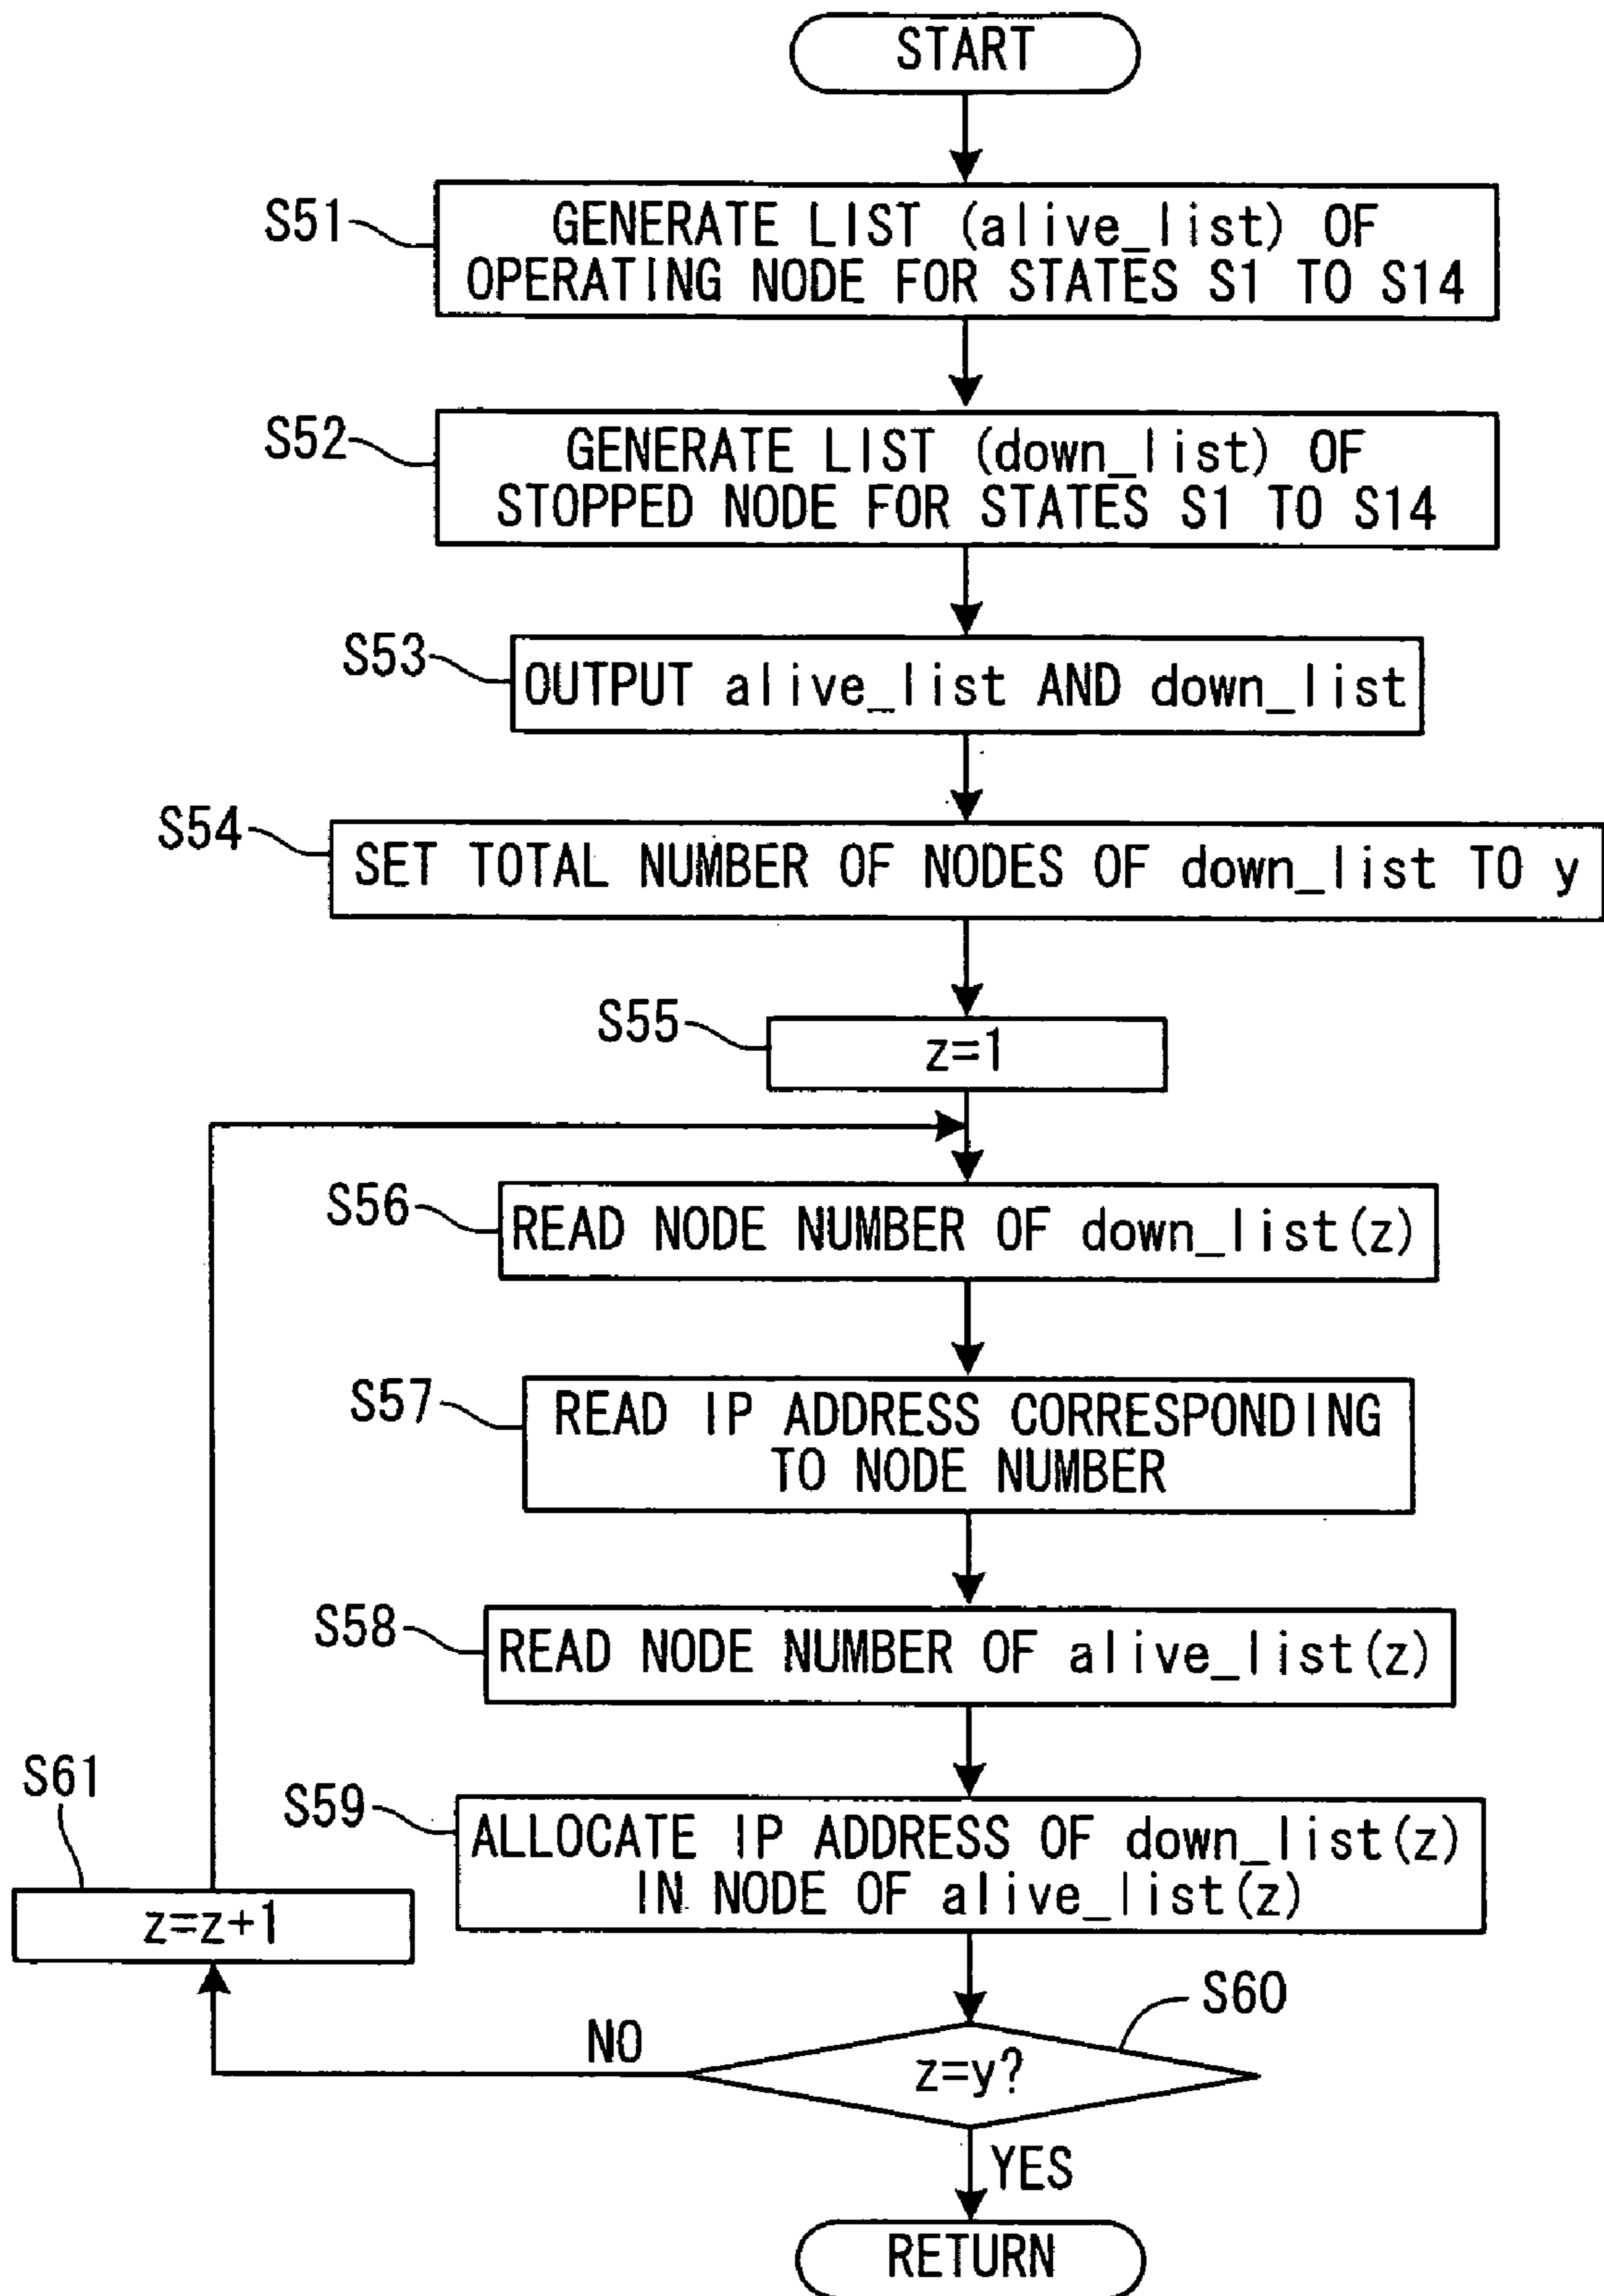 START
S51
GENERATE LIST (alive_list) OF
OPERATING NODE FOR STATES S1 TO S14
S52
GENERATE LIST (down_list) OF
STOPPED NODE FOR STATES S1 TO S14
S53
OUTPUT alive_list AND down_list
S54
SET TOTAL NUMBER OF NODES OF down_list TO y
S55
z=1
S56
READ NODE NUMBER OF down_list(z)
S57
READ IP ADDRESS CORRESPONDING
TO NODE NUMBER
S58
READ NODE NUMBER OF alive_list(z)
S59
ALLOCATE IP ADDRESS OF down_list(z)
IN NODE OF alive_list(z)
S61
z=z+1
S60
z=y?
NO
YES
RETURN